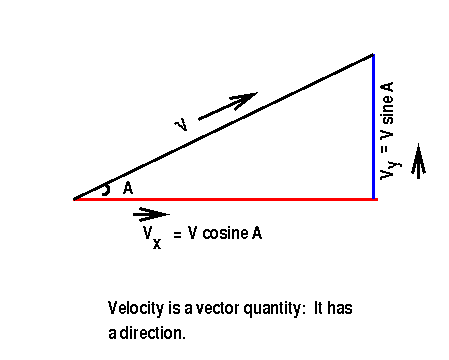 V
A
Vy = V sine A
Vx = V cosine A
Velocity is a vector quantity: It has
a direction.